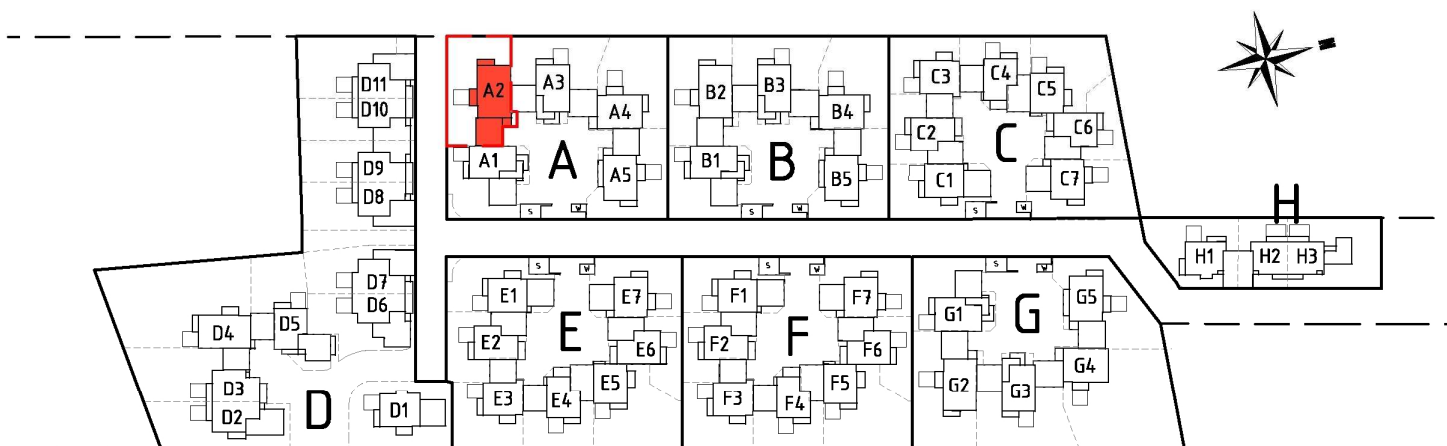 N
D11
D10
D9
D8
D7
D6
D5
D4
D3
D2
D1
D
A2
A3
A4
A1
A5
A
S
W
B2
B3
B4
B1
B5
B
S
W
C3
C4
C5
C2
C6
C1
C7
C
S
W
H
H1
H2
H3
S
W
E1
E7
E2
E6
E3
E4
E5
E
S
W
F1
F7
F2
F6
F3
F4
F5
F
S
W
G1
G5
G2
G3
G4
G